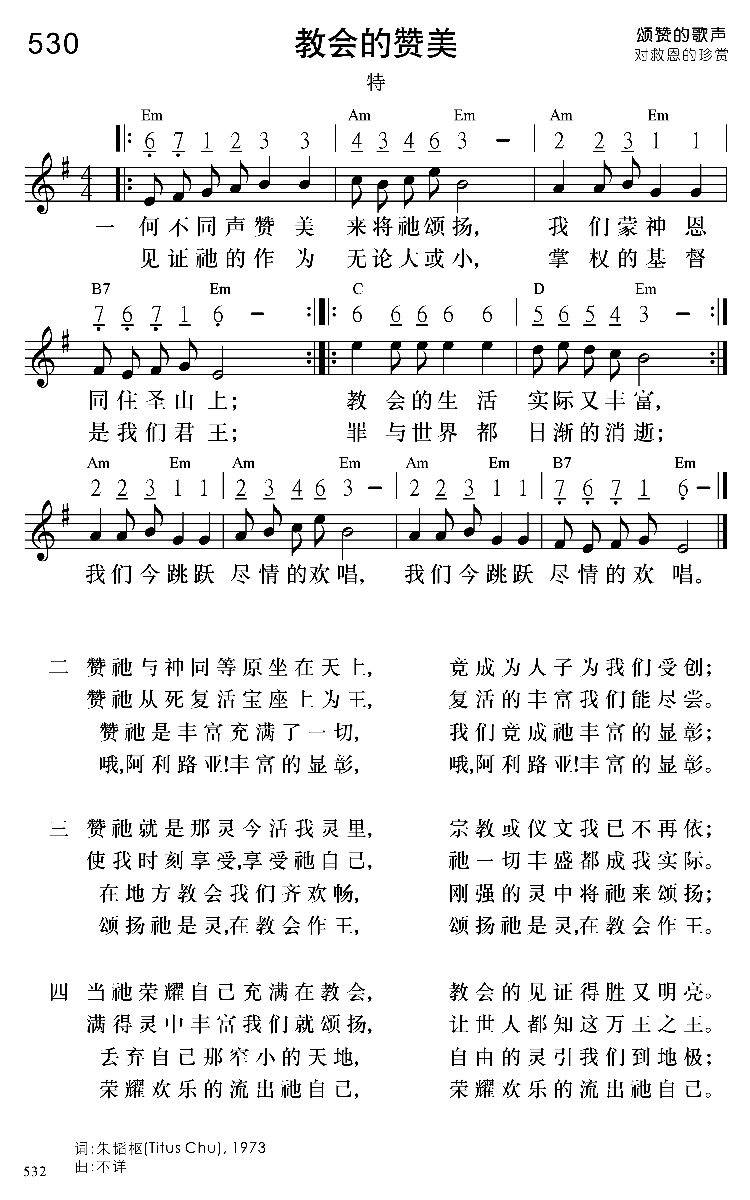 530
教会的赞美
颂赞的歌声
对救恩的珍赏
特
Em Am Em Am Em
6 7 1 2 3 3 4 3 4 6 3 – 2 2 3 1 1
4 4
一 何不同声赞美 来将祂颂扬, 我们蒙神恩
见证祂的作为 无论人或小, 掌权的基督
B7 Em C D Em
7 6 7 1 6 – 6 6 6 6 6 5 6 5 4 3 –
同住圣山上; 教会的生活 实际又丰富,
是我们君王; 罪与世界都 日渐的消逝;
Am Em Am Em Am Em B7 Em
2 2 3 1 1 2 2 3 4 6 3 – 2 2 3 1 1 7 6 7 1 6 –
我们今跳跃 尽情的欢唱, 我们今跳跃 尽情的欢唱。
二 赞祂与神同等原坐在天上, 竟成为人子为我们受创;
赞祂从死复活宝座上为王, 复活的丰富我们能尽尝。
赞祂是丰富充满了一切, 我们竟成祂丰富的显彰;
哦,阿利路亚!丰富的显彰, 哦,阿利路亚!丰富的显彰。
三 赞祂就是那灵今活我灵里, 宗教或仪文我已不再依;
使我时刻享受,享受祂自己, 祂一切丰盛都成我实际。
在地方教会我们齐欢畅, 刚强的灵中将祂来颂扬;
颂扬祂是灵,在教会作王, 颂扬祂是灵,在教会作王。
四 当祂荣耀自己充满在教会, 教会的见证得胜又明亮。
满得灵中丰富我们就颂扬, 让世人都知这万王之王。
丢弃自己那窄小的天地, 自由的灵引我们到地极;
荣耀欢乐的流出祂自己, 荣耀欢乐的流出祂自己。
词:朱韬枢(Titus Chu), 1973
曲:不详
532